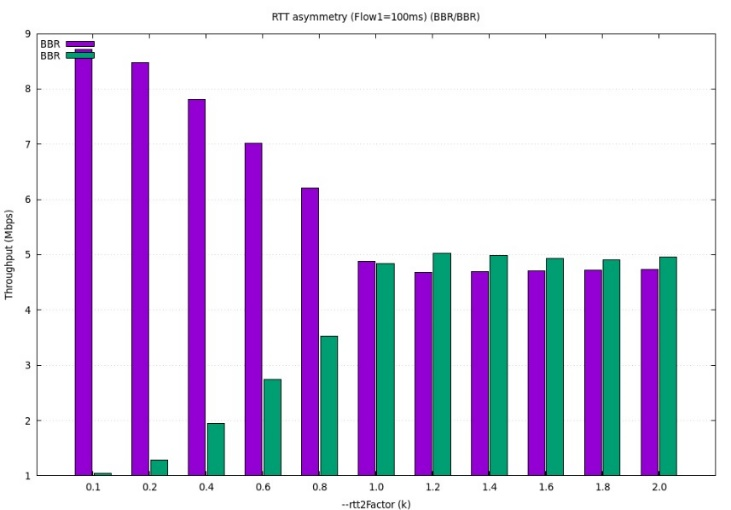 RTT asymmetry (Flow1=100ms) (BBR/BBR)
9
BBR
BBR
8
7
6
5
4
3
2
1
Throughput (Mbps)
0.1 0.2 0.4 0.6 0.8 1.0 1.2 1.4 1.6 1.8 2.0
--rtt2Factor (k)